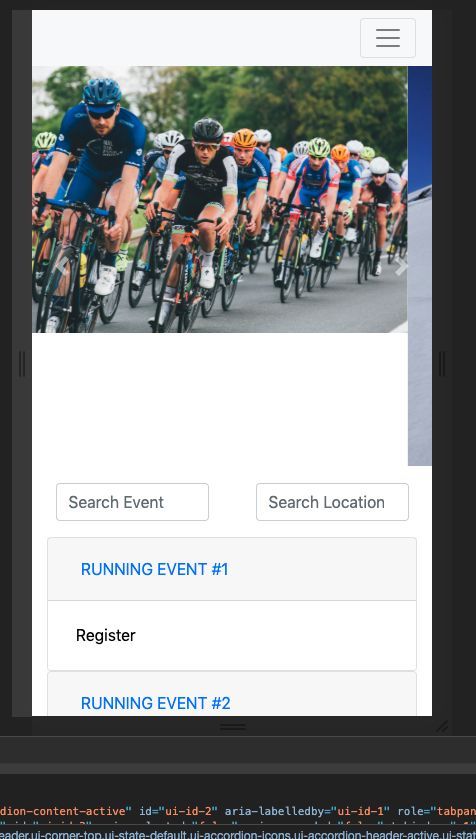 Search Event
Search Location
RUNNING EVENT #1
Register
RUNNING EVENT #2
dion-content-active" id="ui-id-2" aria-labelledby="ui-id-1" role="tabpan
eader.ui-corner-top.ui-state-default.ui-accordion-icons.ui-accordion-header-active.ui-stat